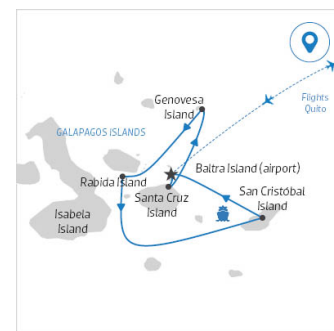 Genovesa
Island
Flights
Quito
GALAPAGOS ISLANDS
Baltra Island (airport)
Rabida Island
Santa Cruz
Island
San Cristóbal
Island
Isabela
Island